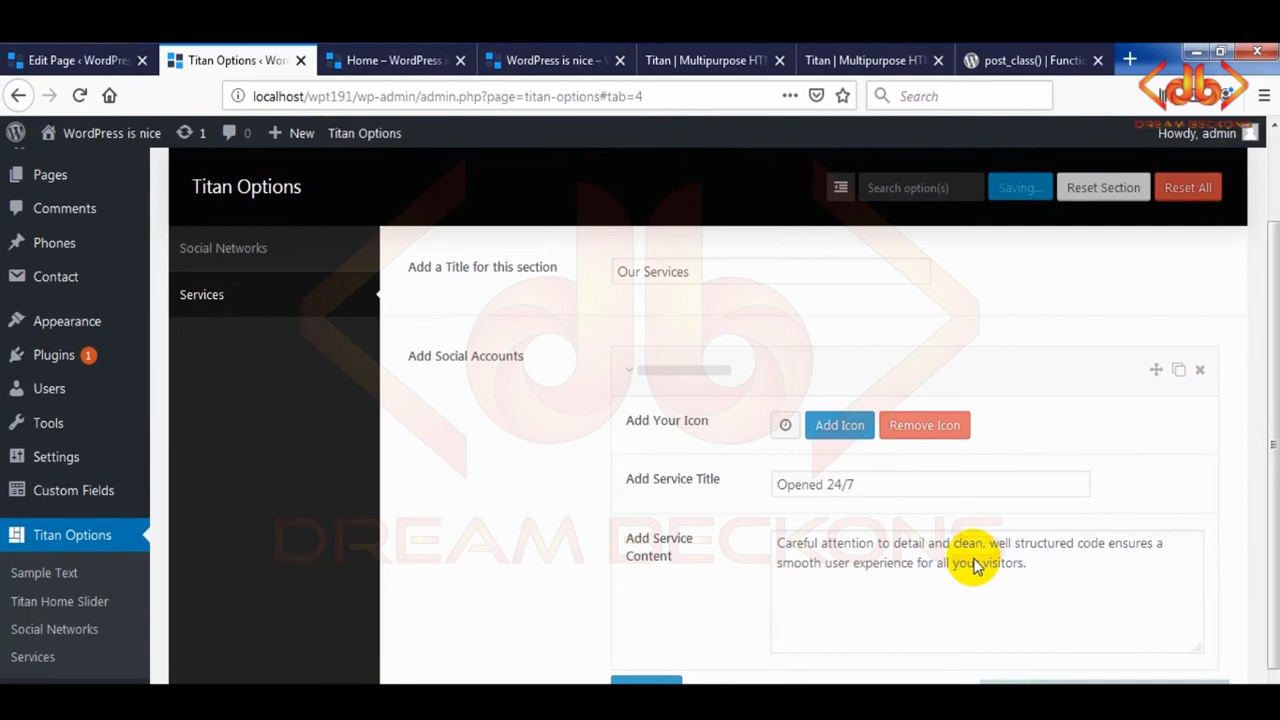 Edit Page ‹ WordPre
Titan Options ‹ Wor
Home – WordPress i
WordPress is nice –
Titan | Multipurpose HT
Titan | Multipurpose HT
post_class() | Functi
localhost/wpt191/wp-admin/admin.php?page=titan-options#tab=4
Search
DREAM BECKONS
WordPress is nice
1
0
New
Titan Options
Howdy, admin
Pages
Comments
Phones
Contact
Appearance
Plugins 1
Users
Tools
Settings
Custom Fields
Titan Options
Sample Text
Titan Home Slider
Social Networks
Services
Titan Options
Search option(s)
Saving...
Reset Section
Reset All
Social Networks
Services
Add a Title for this section
Our Services
Add Social Accounts
Add Your Icon
Add Icon
Remove Icon
Add Service Title
Opened 24/7
Add Service
Content
Careful attention to detail and clean, well structured code ensures a
smooth user experience for all your visitors.
DREAM BECKONS